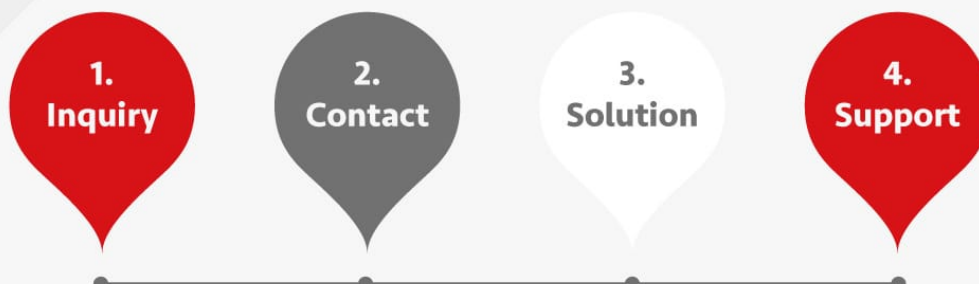 1.
Inquiry
2.
Contact
3.
Solution
4.
Support